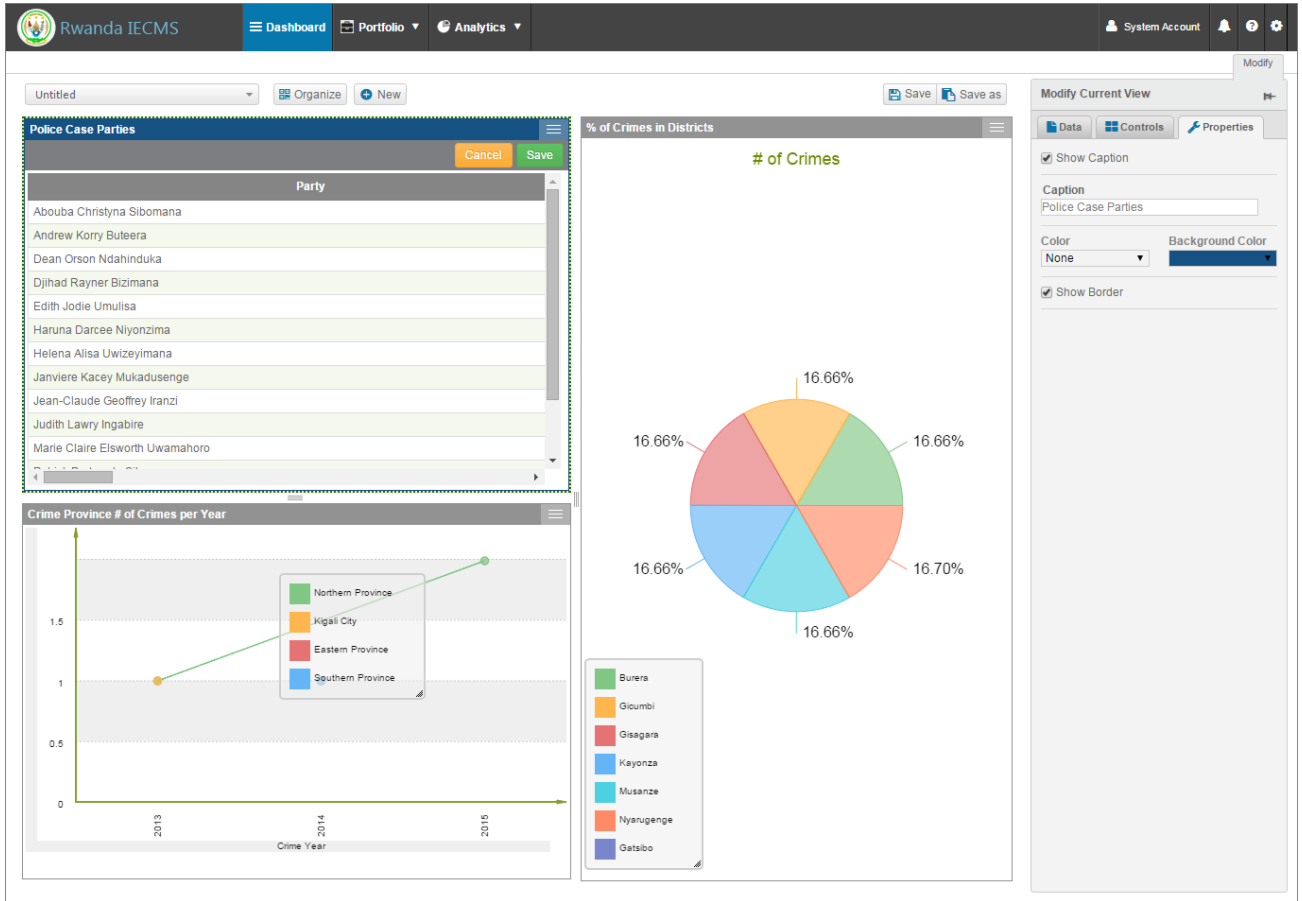 Rwanda IECMS
Dashboard
Portfolio
Analytics
System Account
Modify
Untitled
Organize
New
Save
Save as
Police Case Parties
Cancel
Save
Party
Abouba Christyna Sibomana
Andrew Korry Buteera
Dean Orson Ndahinduka
Djihad Rayner Bizimana
Edith Jodie Umulisa
Haruna Darcee Niyonzima
Helena Alisa Uwizeyimana
Janviere Kacey Mukadusenge
Jean-Claude Geoffrey Iranzi
Judith Lawry Ingabire
Marie Claire Elsworth Uwamahoro
Crime Province # of Crimes per Year
1.5
1
0.5
0
Northern Province
Kigali City
Eastern Province
Southern Province
2013
2014
2015
Crime Year
% of Crimes in Districts
# of Crimes
16.66%
16.66%
16.66%
16.66%
16.70%
16.66%
Burera
Gicumbi
Gisagara
Kayonza
Musanze
Nyarugenge
Gatsibo
Modify Current View
Data
Controls
Properties
Show Caption
Caption
Police Case Parties
Color
Background Color
None
Show Border